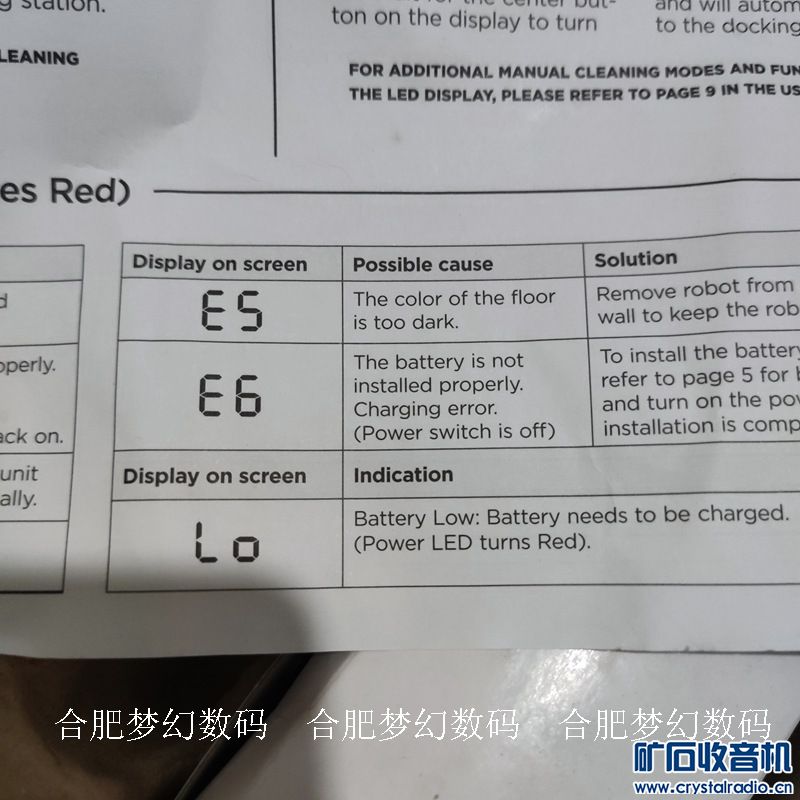 station.
ton on the display to turn
and will autom
to the docking
LEANING
FOR ADDITIONAL MANUAL CLEANING MODES AND FUN
THE LED DISPLAY, PLEASE REFER TO PAGE 9 IN THE US
es Red)
Display on screen
Possible cause
Solution
E5
The color of the floor
is too dark.
Remove robot from
wall to keep the rob
operly.
ack on.
E6
The battery is not
installed properly.
Charging error.
(Power switch is off)
To install the battery
refer to page 5 for b
and turn on the pow
installation is comp
unit
ally.
Display on screen
Indication
Lo
Battery Low: Battery needs to be charged.
(Power LED turns Red).
合肥梦幻数码 合肥梦幻数码 合肥梦幻数码
矿石收音机
www.crystalradio.cn